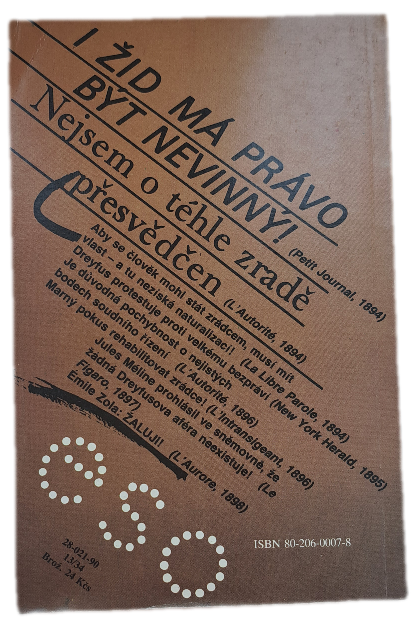 I ŽID MÁ PRÁVO
BÝT NEVINNÝ!
(Petit Journal, 1894)
Nejsem o téhle zradě
přesvědčen
(L'Autorité, 1894)
Aby se člověk mohl stát zrádcem, musí mít
vlast – a tu nezíská naturalizací! (La Libre Parole, 1894)
Dreyfus protestuje proti velkému bezpráví (New York Herald, 1895)
Je důvodná pochybnost o nejistých
bodech soudního řízení (L'Autorité, 1896)
Marný pokus rehabilitovat zrádce! (L'Intransigeant, 1896)
Jules Méline prohlásil ve sněmovně, že
žádná Dreyfusova aféra neexistuje! (Le
Figaro, 1897)
Émile Zola: ŽALUJI! (L'Aurore, 1898)
eso
28-021-90
13/34
Brož. 24 Kčs
ISBN 80-206-0007-8